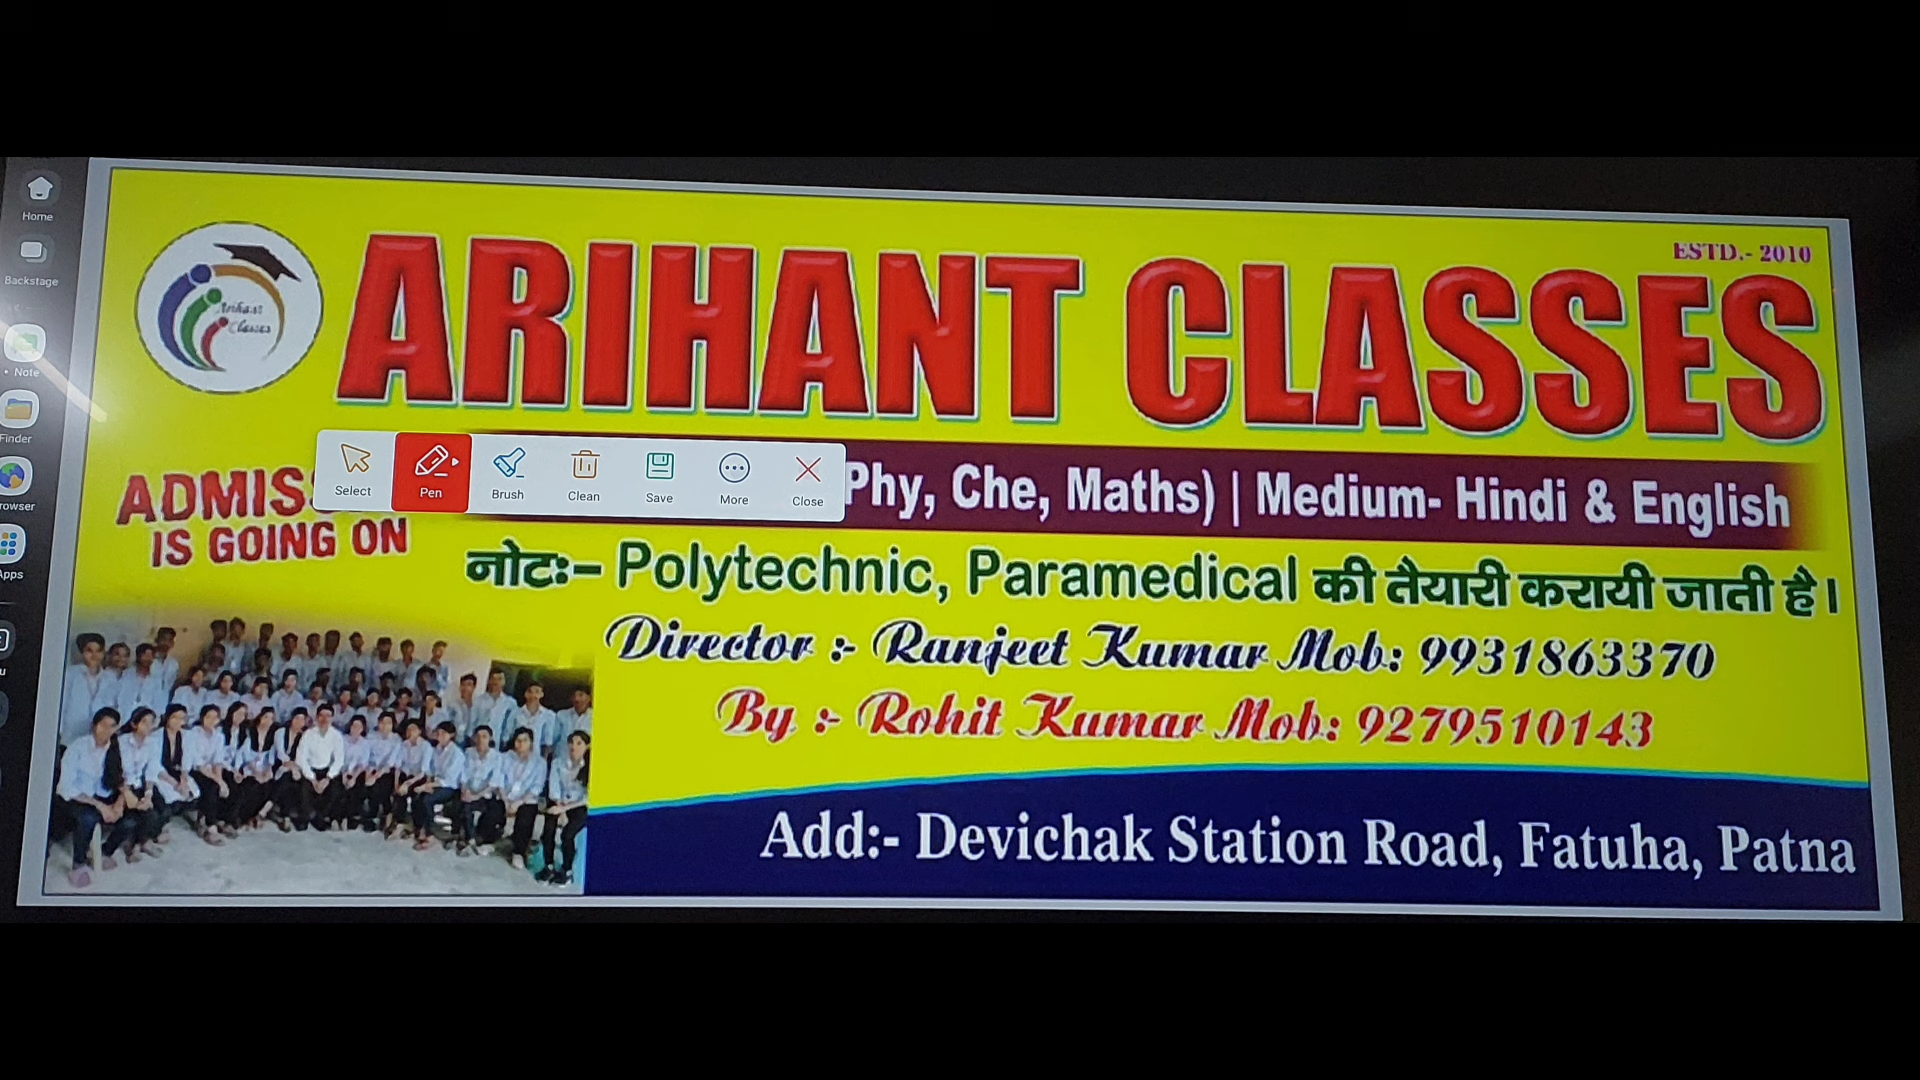 Home
Backstage
Note
Finder
Apps
Arihant
Classes
ESTD.- 2010
ARIHANT CLASSES
Select
Pen
Brush
Clean
Save
More
Close
Phy, Che, Maths) | Medium- Hindi & English
IS GOING ON
नोटः– Polytechnic, Paramedical की तैयारी करायी जाती है।
Director :- Ranjeet Kumar Mob: 9931863370
By :- Rohit Kumar Mob: 9279510143
Add:- Devichak Station Road, Fatuha, Patna